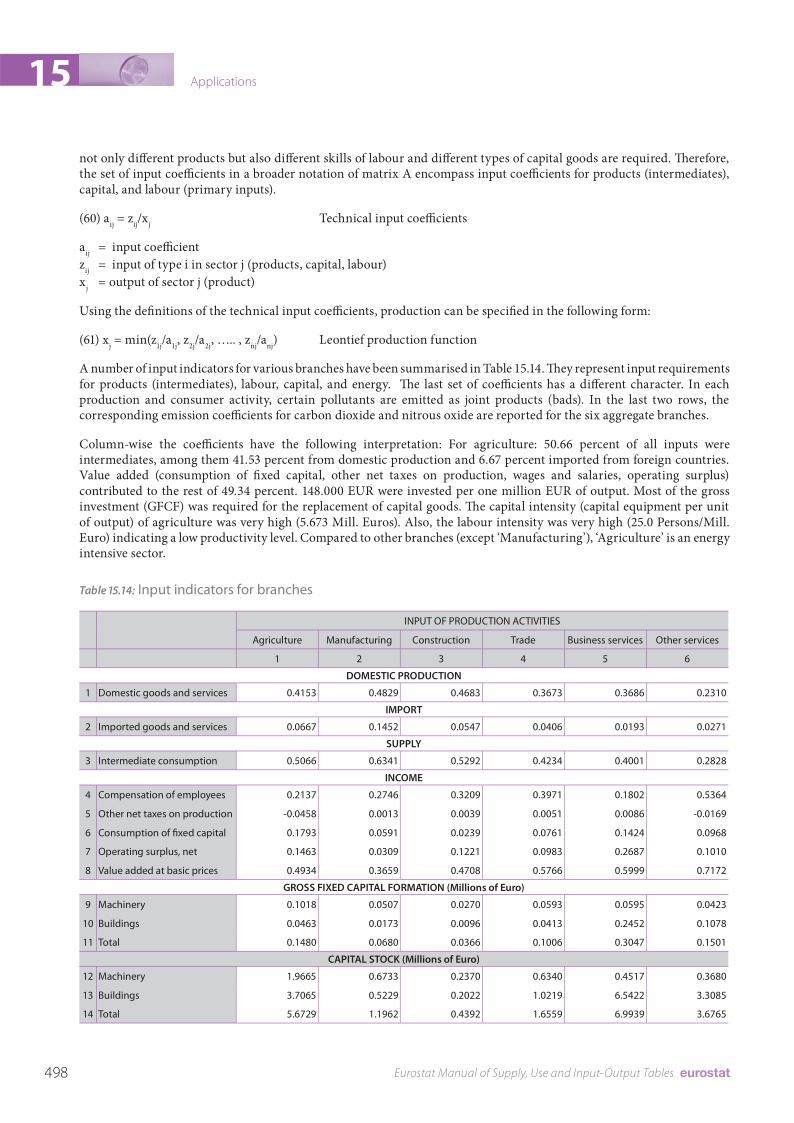 15
Applications
not only different products but also different skills of labour and different types of capital goods are required. Therefore,
the set of input coefficients in a broader notation of matrix A encompass input coefficients for products (intermediates),
capital, and labour (primary inputs).
(60) aij = zij/xj Technical input coefficients
aij = input coefficient
zij = input of type i in sector j (products, capital, labour)
xj = output of sector j (product)
Using the definitions of the technical input coefficients, production can be specified in the following form:
(61) xj = min(z1j/a1j, z2j/a2j, ….. , znj/anj) Leontief production function
A number of input indicators for various branches have been summarised in Table 15.14. They represent input requirements
for products (intermediates), labour, capital, and energy. The last set of coefficients has a different character. In each
production and consumer activity, certain pollutants are emitted as joint products (bads). In the last two rows, the
corresponding emission coefficients for carbon dioxide and nitrous oxide are reported for the six aggregate branches.
Column-wise the coefficients have the following interpretation: For agriculture: 50.66 percent of all inputs were
intermediates, among them 41.53 percent from domestic production and 6.67 percent imported from foreign countries.
Value added (consumption of fixed capital, other net taxes on production, wages and salaries, operating surplus)
contributed to the rest of 49.34 percent. 148.000 EUR were invested per one million EUR of output. Most of the gross
investment (GFCF) was required for the replacement of capital goods. The capital intensity (capital equipment per unit
of output) of agriculture was very high (5.673 Mill. Euros). Also, the labour intensity was very high (25.0 Persons/Mill.
Euro) indicating a low productivity level. Compared to other branches (except ‘Manufacturing’), ‘Agriculture’ is an energy
intensive sector.
Table 15.14: Input indicators for branches
INPUT OF PRODUCTION ACTIVITIES
Agriculture Manufacturing Construction Trade Business services Other services
1 2 3 4 5 6
DOMESTIC PRODUCTION
1 Domestic goods and services 0.4153 0.4829 0.4683 0.3673 0.3686 0.2310
IMPORT
2 Imported goods and services 0.0667 0.1452 0.0547 0.0406 0.0193 0.0271
SUPPLY
3 Intermediate consumption 0.5066 0.6341 0.5292 0.4234 0.4001 0.2828
INCOME
4 Compensation of employees 0.2137 0.2746 0.3209 0.3971 0.1802 0.5364
5 Other net taxes on production -0.0458 0.0013 0.0039 0.0051 0.0086 -0.0169
6 Consumption of fixed capital 0.1793 0.0591 0.0239 0.0761 0.1424 0.0968
7 Operating surplus, net 0.1463 0.0309 0.1221 0.0983 0.2687 0.1010
8 Value added at basic prices 0.4934 0.3659 0.4708 0.5766 0.5999 0.7172
GROSS FIXED CAPITAL FORMATION (Millions of Euro)
9 Machinery 0.1018 0.0507 0.0270 0.0593 0.0595 0.0423
10 Buildings 0.0463 0.0173 0.0096 0.0413 0.2452 0.1078
11 Total 0.1480 0.0680 0.0366 0.1006 0.3047 0.1501
CAPITAL STOCK (Millions of Euro)
12 Machinery 1.9665 0.6733 0.2370 0.6340 0.4517 0.3680
13 Buildings 3.7065 0.5229 0.2022 1.0219 6.5422 3.3085
14 Total 5.6729 1.1962 0.4392 1.6559 6.9939 3.6765
498
Eurostat Manual of Supply, Use and Input-Output Tables eurostat